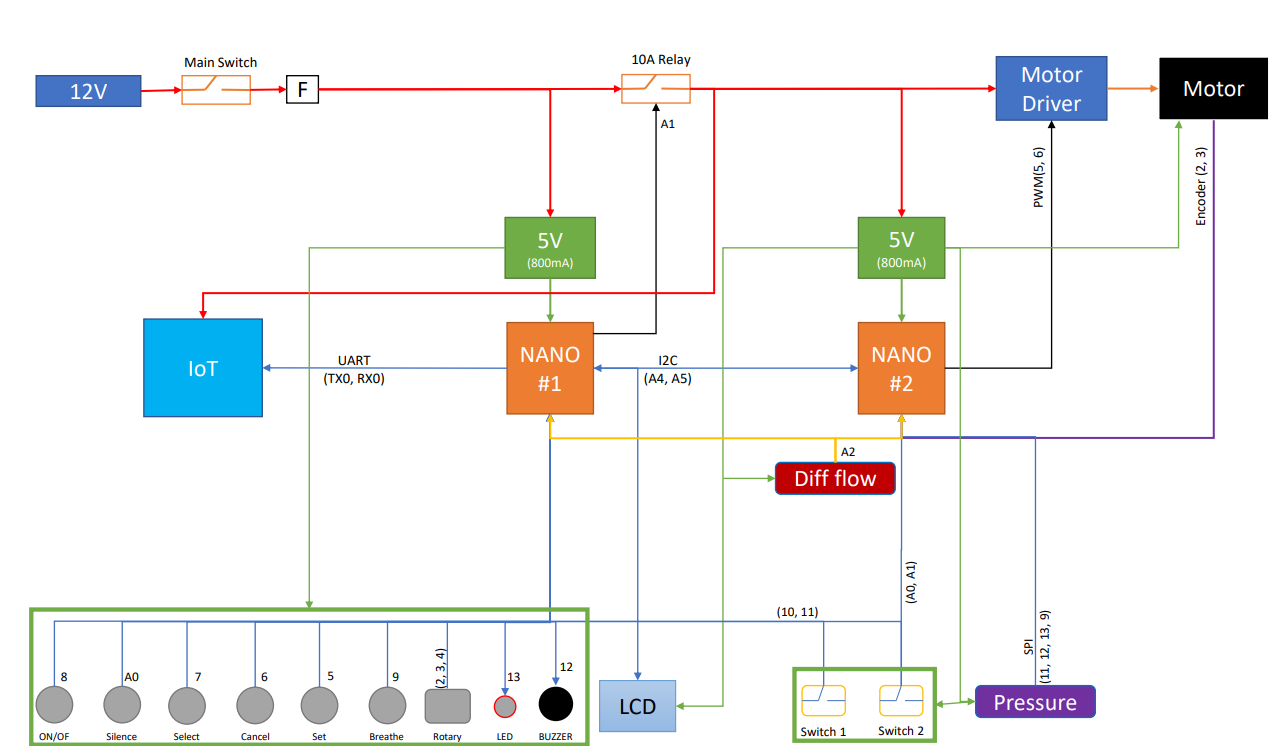 10A Relay
Main Switch
12V
F
Motor
Driver
Motor
A1
PWM(5, 6)
Encoder (2, 3)
5V
(800mA)
5V
(800mA)
IoT
UART
(TX0, RX0)
NANO
#1
I2C
(A4, A5)
NANO
#2
A2
Diff flow
(A0, A1)
(10, 11)
SPI
(11, 12, 13, 9)
8
A0
7
6
5
9
(2, 3, 4)
13
12
LCD
Pressure
Switch 1
Switch 2
ON/OF
Silence
Select
Cancel
Set
Breathe
Rotary
LED
BUZZER